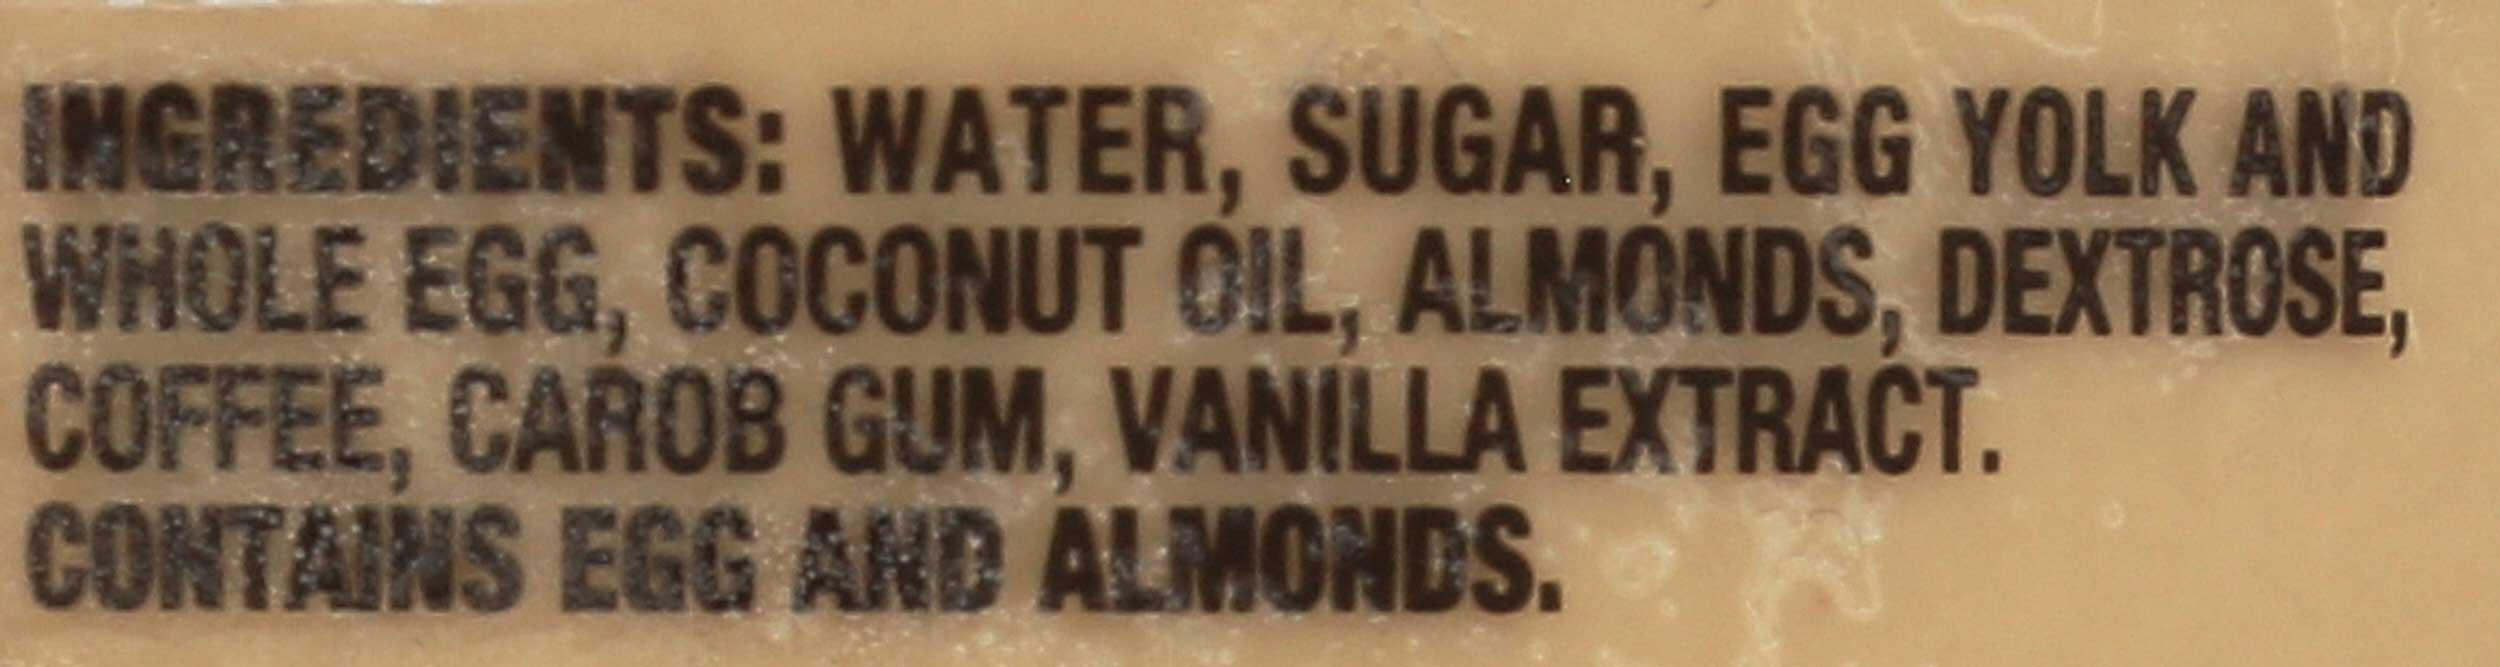 INGREDIENTS: WATER, SUGAR, EGG YOLK AND
WHOLE EGG, COCONUT OIL, ALMONDS, DEXTROSE,
COFFEE, CAROB GUM, VANILLA EXTRACT.
CONTAINS EGG AND ALMONDS.